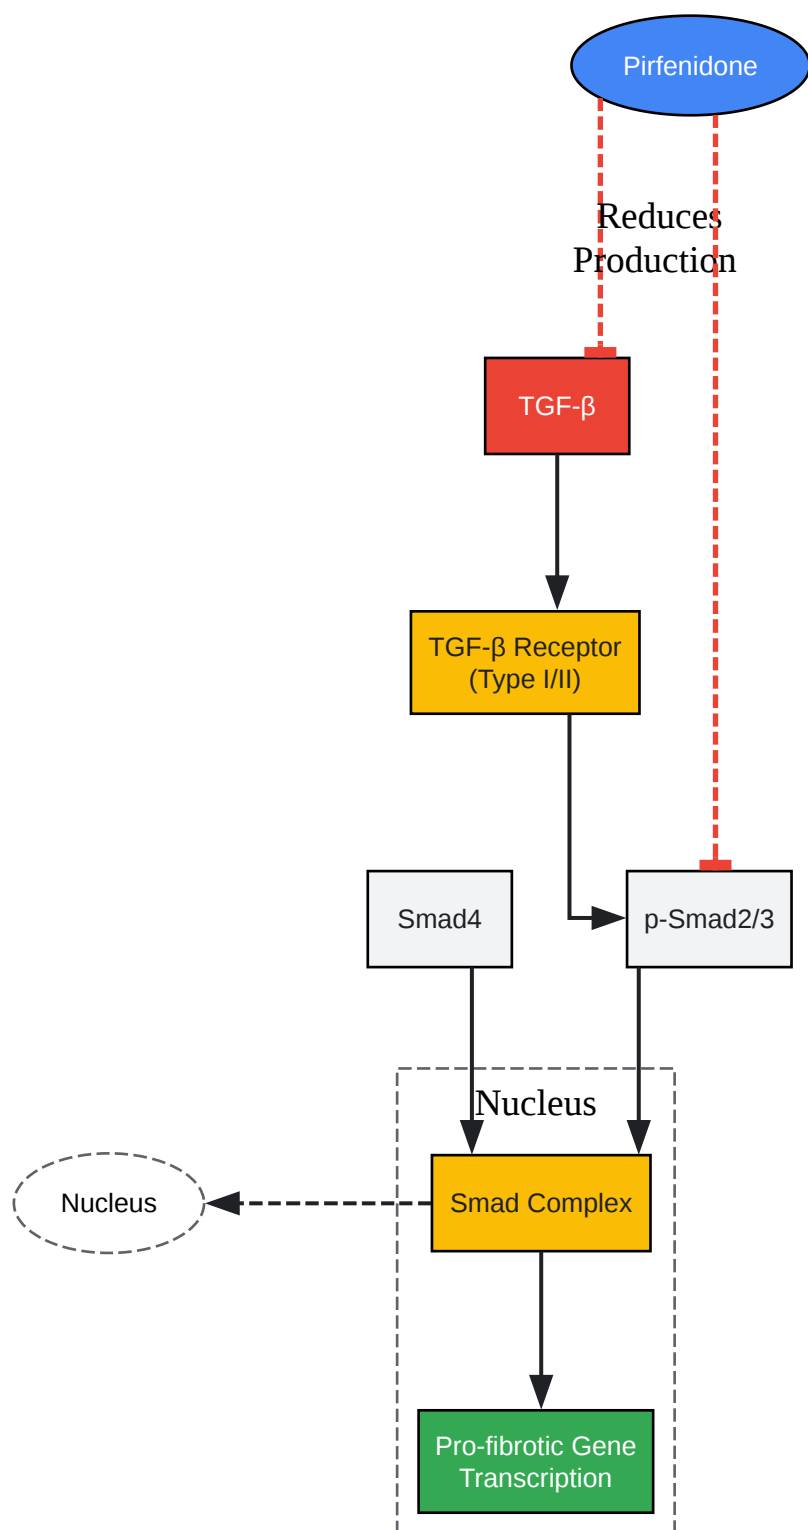 Pirfenidone
Reduces
Production
TGF-β
TGF-β Receptor
(Type I/II)
Smad4
p-Smad2/3
Nucleus
Nucleus
Smad Complex
Pro-fibrotic Gene
Transcription